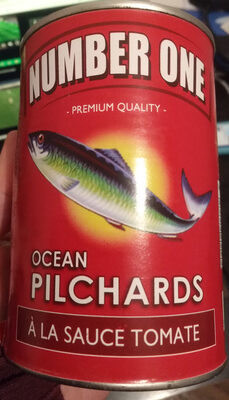 NUMBER ONE
- PREMIUM QUALITY -
OCEAN
PILCHARDS
À LA SAUCE TOMATE